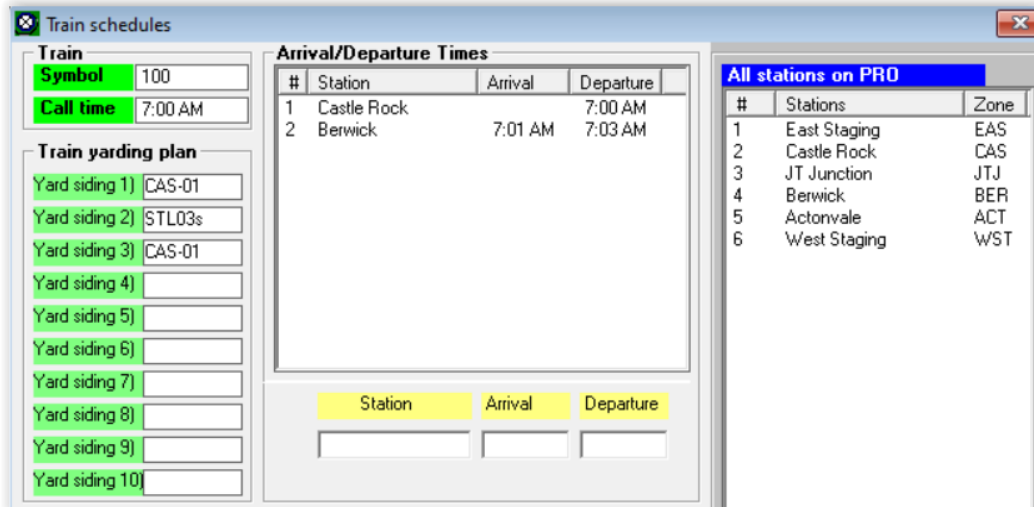 Train schedules
Train
Symbol 100
Call time 7:00 AM
Train yarding plan
Yard siding 1) CAS-01
Yard siding 2) STL03s
Yard siding 3) CAS-01
Yard siding 4)
Yard siding 5)
Yard siding 6)
Yard siding 7)
Yard siding 8)
Yard siding 9)
Yard siding 10)
Arrival/Departure Times
# Station Arrival Departure
1 Castle Rock 7:00 AM
2 Berwick 7:01 AM 7:03 AM
Station Arrival Departure
All stations on PRO
# Stations Zone
1 East Staging EAS
2 Castle Rock CAS
3 JT Junction JTJ
4 Berwick BER
5 Actonvale ACT
6 West Staging WST